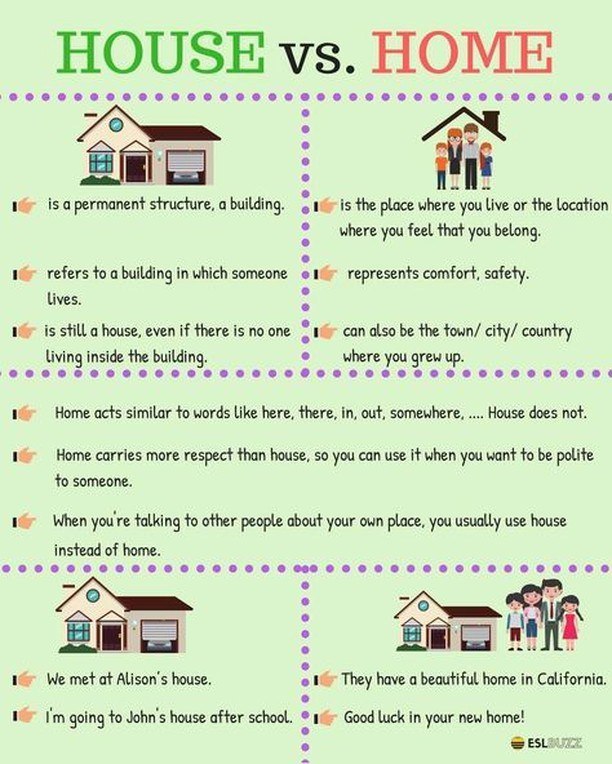 HOUSE vs. HOME
is a permanent structure, a building.
refers to a building in which someone
lives.
is still a house, even if there is no one
living inside the building.
is the place where you live or the location
where you feel that you belong.
represents comfort, safety.
can also be the town/ city/ country
where you grew up.
Home acts similar to words like here, there, in, out, somewhere, .... House does not.
Home carries more respect than house, so you can use it when you want to be polite
to someone.
When you're talking to other people about your own place, you usually use house
instead of home.
We met at Alison's house.
I'm going to John's house after school.
They have a beautiful home in California.
Good luck in your new home!
ESLBUZZ